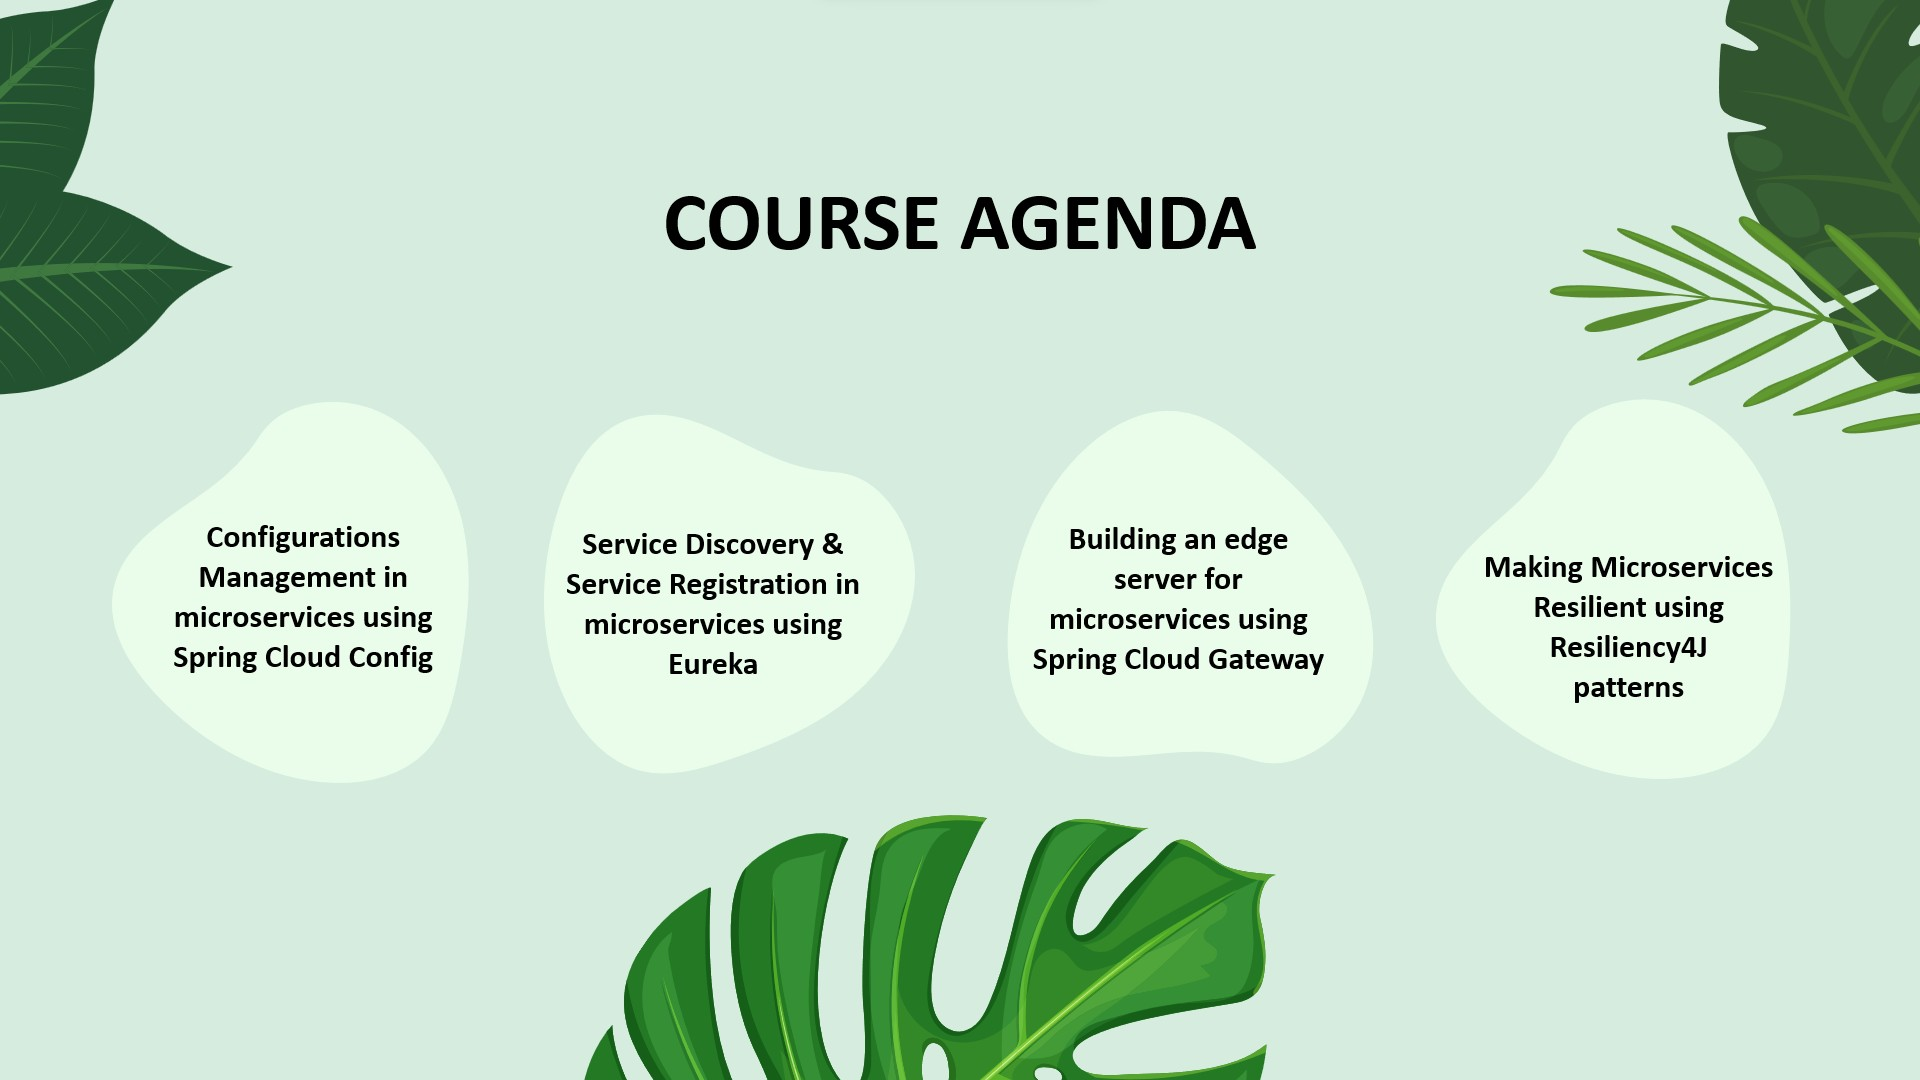 COURSE AGENDA
Configurations
Management in
microservices using
Spring Cloud Config
Service Discovery &
Service Registration in
microservices using
Eureka
Building an edge
server for
microservices using
Spring Cloud Gateway
Making Microservices
Resilient using
Resiliency4J
patterns